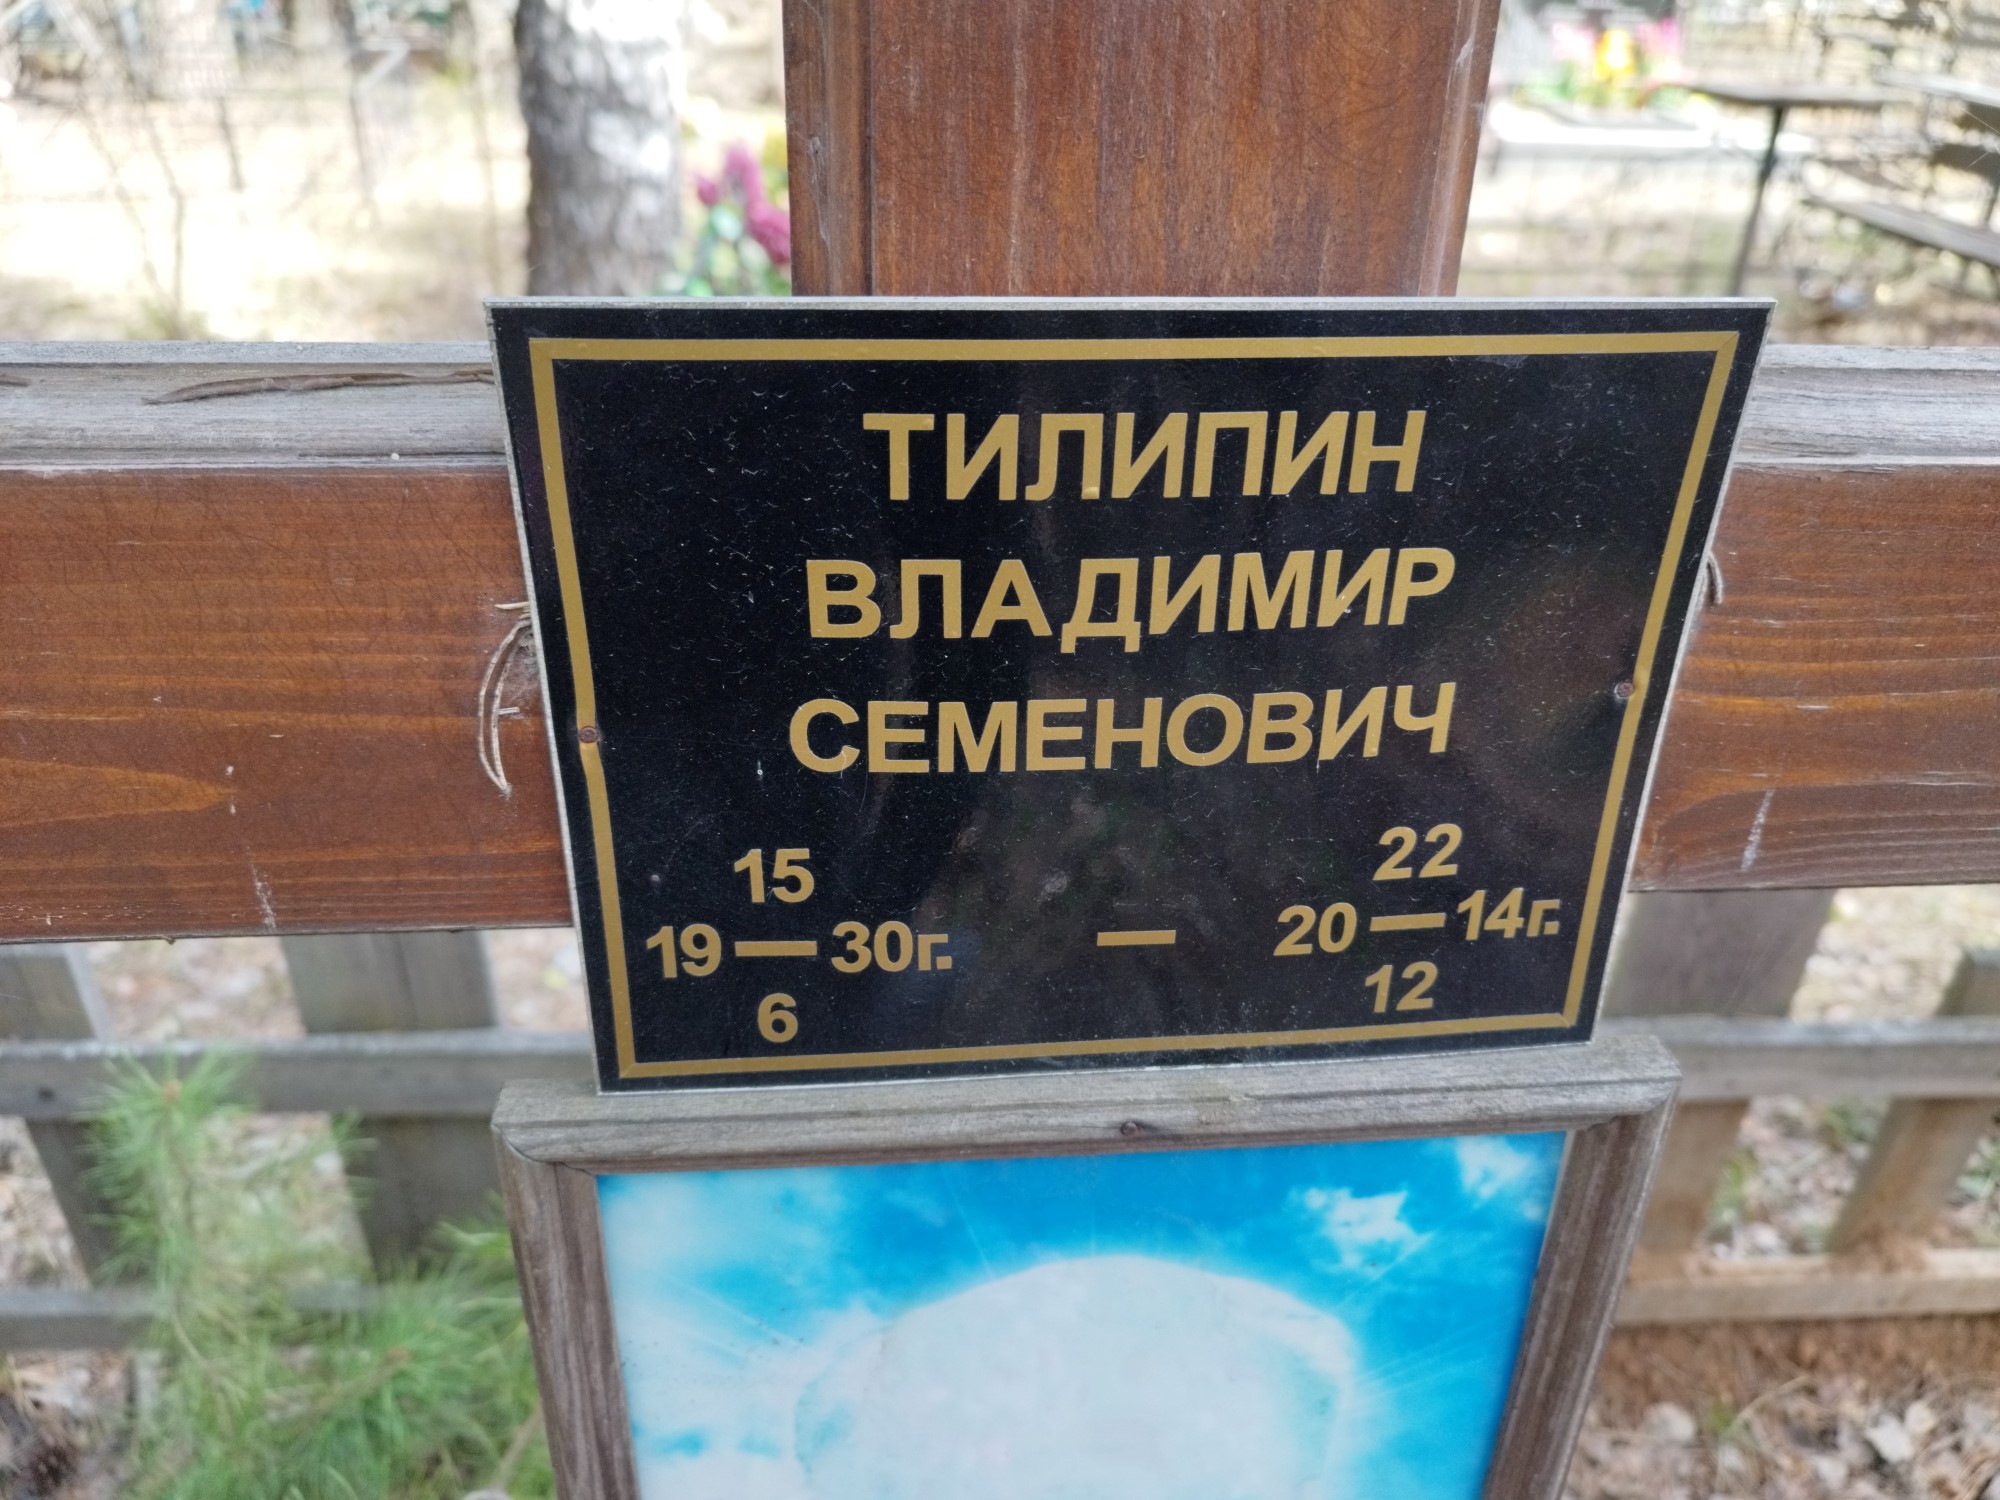 ТИЛИПИН
ВЛАДИМИР
СЕМЕНОВИЧ
15 22
19 — 30г. — 20 — 14г.
6 12